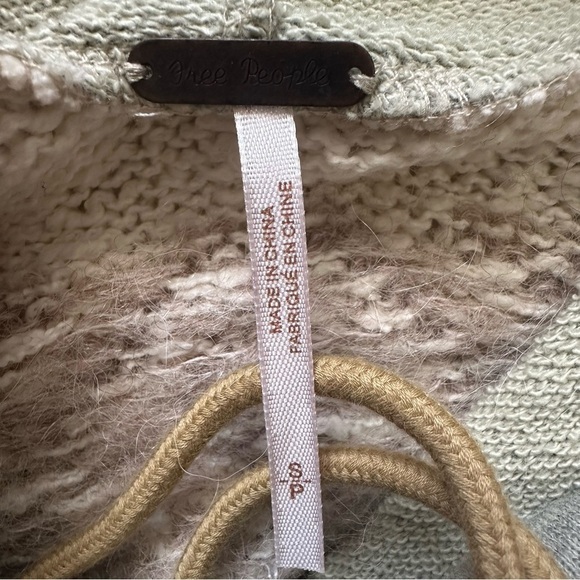 Free People
MADE IN CHINA
FABRIQUÉ EN CHINE
S
P